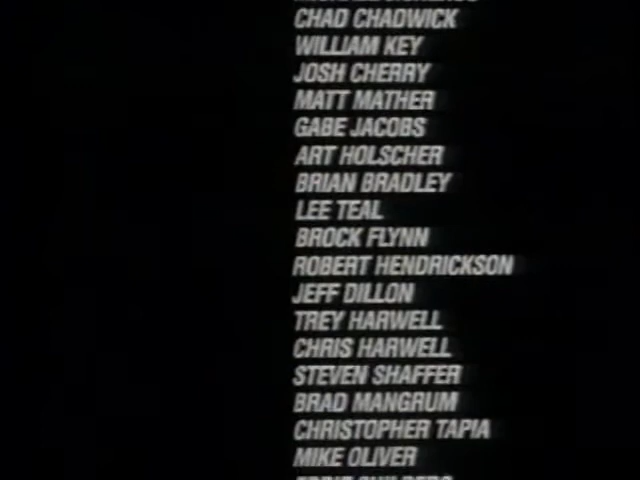 CHAD CHADWICK
WILLIAM KEY
JOSH CHERRY
MATT MATHER
GABE JACOBS
ART HOLSCHER
BRIAN BRADLEY
LEE TEAL
BROCK FLYNN
ROBERT HENDRICKSON
JEFF DILLON
TREY HARWELL
CHRIS HARWELL
STEVEN SHAFFER
BRAD MANGRUM
CHRISTOPHER TAPIA
MIKE OLIVER